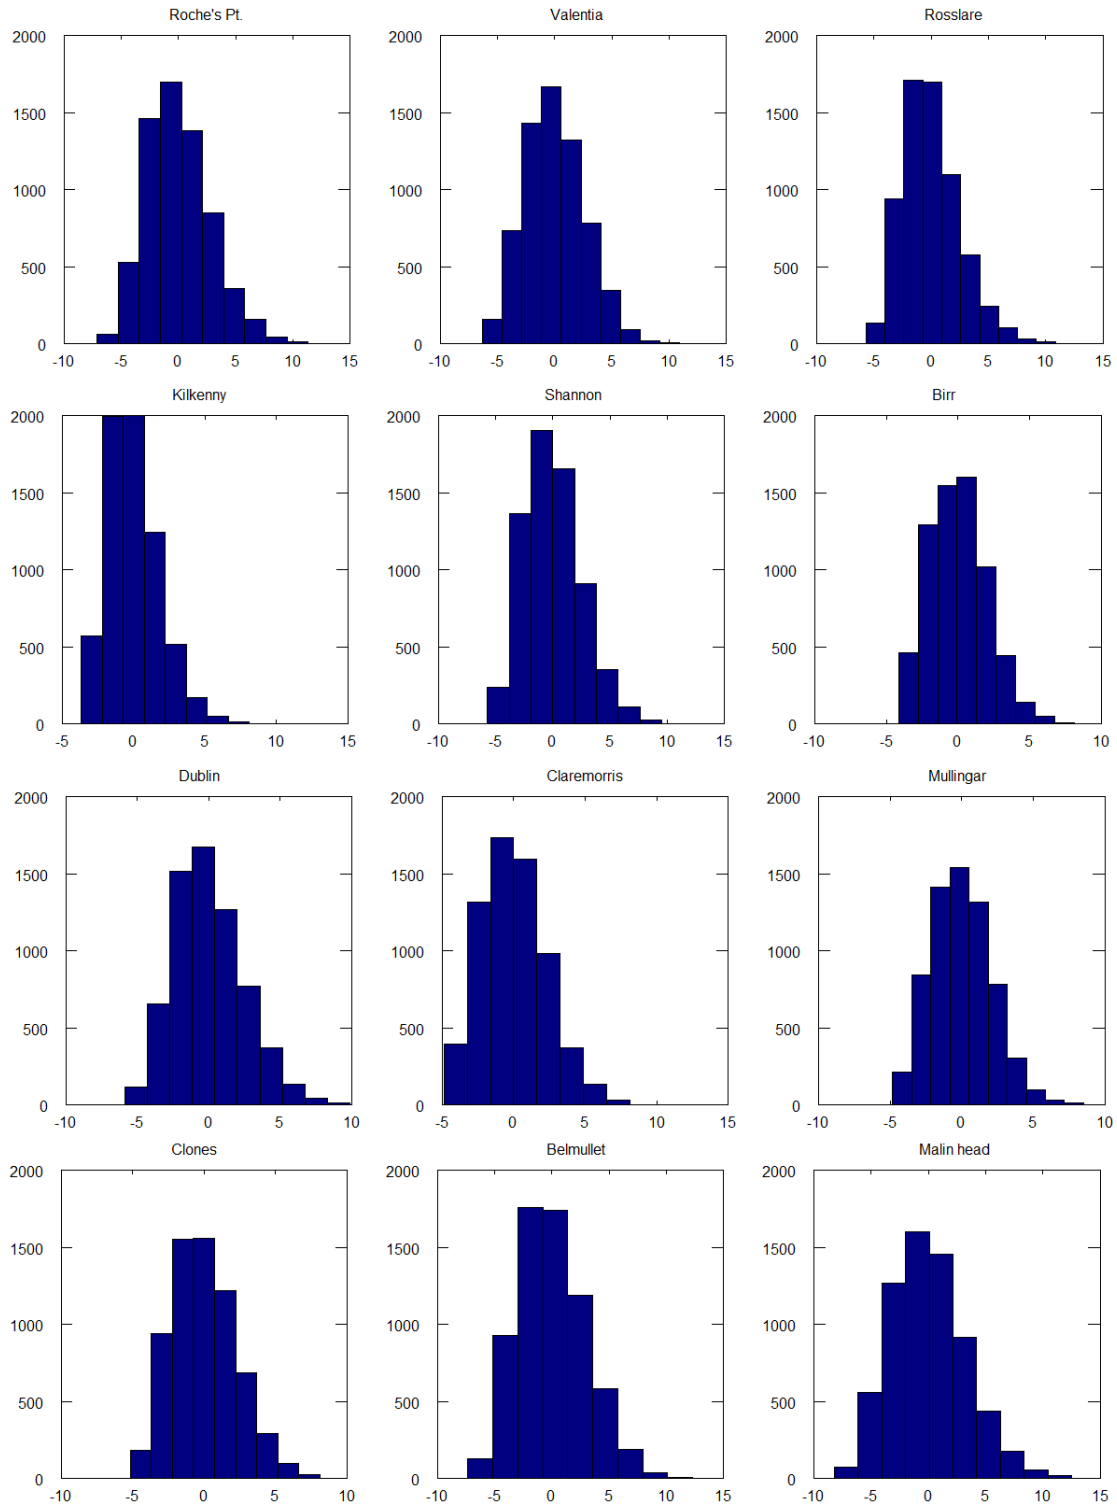 Roche's Pt. Valentia Rosslare
2000 2000 2000
1500 1500 1500
1000 1000 1000
500 500 500
0 0 0
-10 -5 0 5 10 15 -10 -5 0 5 10 15 -10 -5 0 5 10 15
Kilkenny Shannon Birr
2000 2000 2000
1500 1500 1500
1000 1000 1000
500 500 500
0 0 0
-5 0 5 10 15 -10 -5 0 5 10 15 -10 -5 0 5 10
Dublin Claremorris Mullingar
2000 2000 2000
1500 1500 1500
1000 1000 1000
500 500 500
0 0 0
-10 -5 0 5 10 -5 0 5 10 15 -10 -5 0 5 10
Clones Belmullet Malin head
2000 2000 2000
1500 1500 1500
1000 1000 1000
500 500 500
0 0 0
-10 -5 0 5 10 -10 -5 0 5 10 15 -10 -5 0 5 10 15